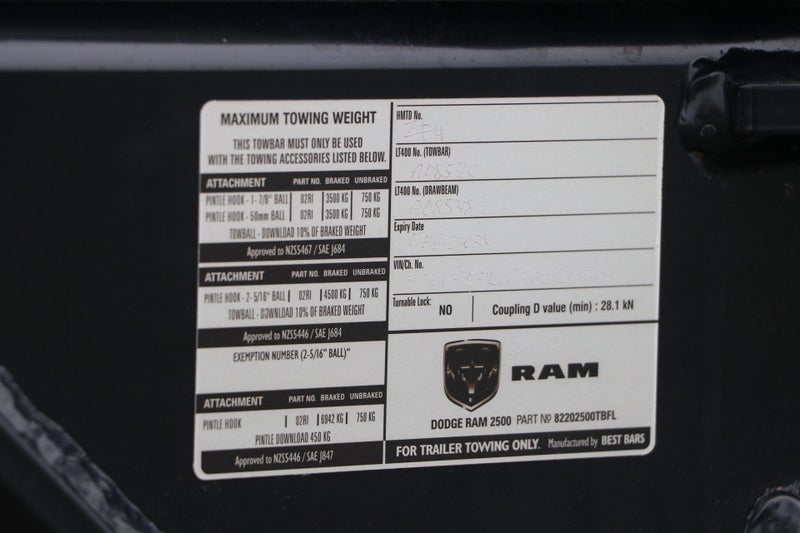 MAXIMUM TOWING WEIGHT
THIS TOWBAR MUST ONLY BE USED
WITH THE TOWING ACCESSORIES LISTED BELOW.
ATTACHMENT PART NO. BRAKED UNBRAKED
PINTLE HOOK - 1- 7/8" BALL 02RI 3500 KG 750 KG
PINTLE HOOK - 50mm BALL 02RI 3500 KG 750 KG
TOWBALL - DOWNLOAD 10% OF BRAKED WEIGHT
Approved to NZS5467 / SAE J684
ATTACHMENT PART NO. BRAKED UNBRAKED
PINTLE HOOK - 2- 5/16" BALL 02RI 4500 KG 750 KG
TOWBALL - DOWNLOAD 10% OF BRAKED WEIGHT
Approved to NZS5446 / SAE J684
EXEMPTION NUMBER (2-5/16" BALL)"
ATTACHMENT PART NO. BRAKED UNBRAKED
PINTLE HOOK 02RI 6942 KG 750 KG
PINTLE DOWNLOAD 450 KG
Approved to NZS5446 / SAE J847
HMTD No.
ZF4
LT400 No. (TOWBAR)
LT400 No. (DRAWBEAM)
Expiry Date
VIN/Ch. No.
Turnable Lock: NO Coupling D value (min) : 28.1 kN
RAM
DODGE RAM 2500 PART Nº 82202500TBFL
FOR TRAILER TOWING ONLY. Manufactured by BEST BARS